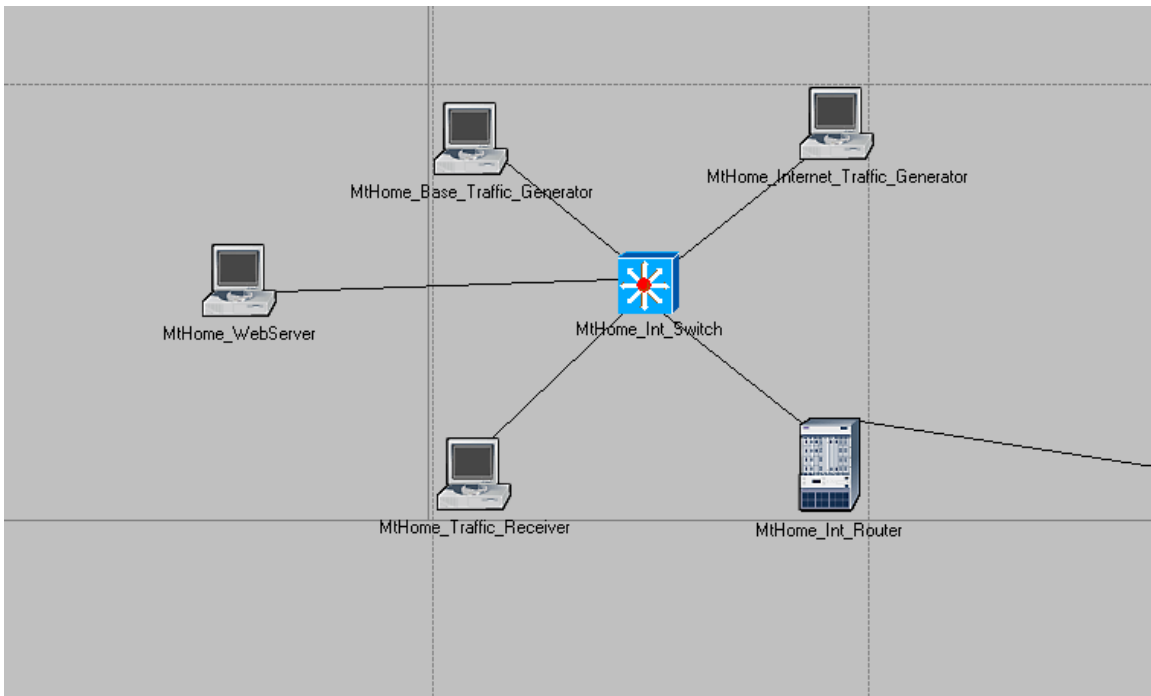 MtHome_Base_Traffic_Generator
MtHome_Internet_Traffic_Generator
MtHome_WebServer
MtHome_Int_Switch
MtHome_Traffic_Receiver
MtHome_Int_Router